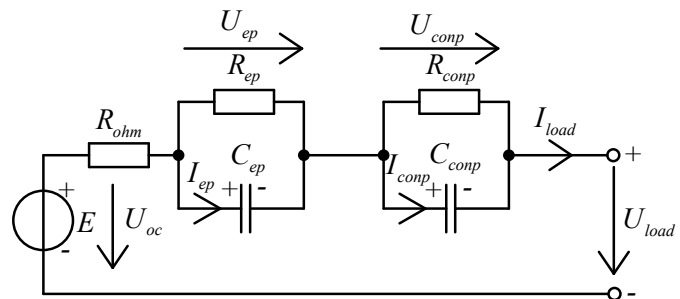 U_ep U_conp
R_ep R_conp
R_ohm I_load
C_ep C_conp +
I_ep + - I_conp + -
+ E U_oc U_load
-
-